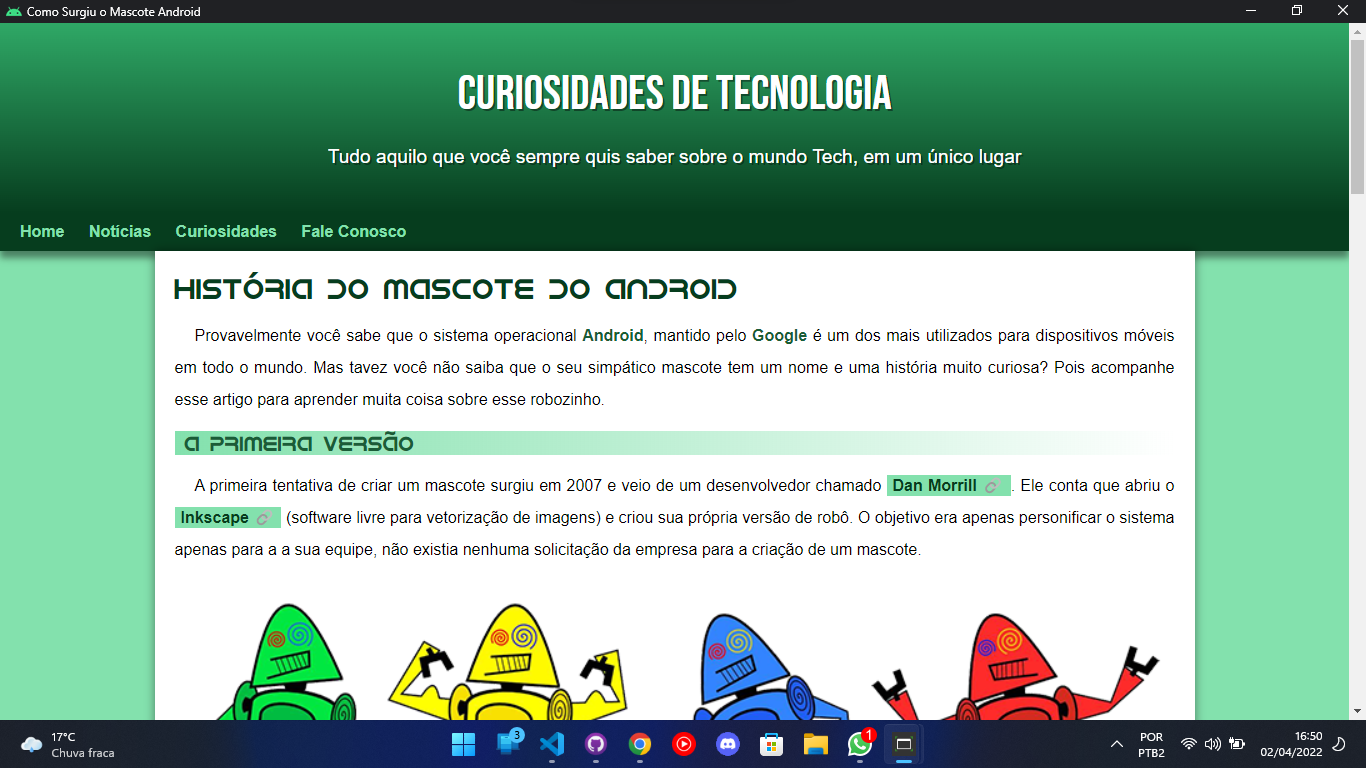 Como Surgiu o Mascote Android
CURIOSIDADES DE TECNOLOGIA
Tudo aquilo que você sempre quis saber sobre o mundo Tech, em um único lugar
Home Notícias Curiosidades Fale Conosco
HISTÓRIA DO MASCOTE DO ANDROID
Provavelmente você sabe que o sistema operacional Android, mantido pelo Google é um dos mais utilizados para dispositivos móveis
em todo o mundo. Mas tavez você não saiba que o seu simpático mascote tem um nome e uma história muito curiosa? Pois acompanhe
esse artigo para aprender muita coisa sobre esse robozinho.
A PRIMEIRA VERSÃO
A primeira tentativa de criar um mascote surgiu em 2007 e veio de um desenvolvedor chamado Dan Morrill . Ele conta que abriu o
Inkscape (software livre para vetorização de imagens) e criou sua própria versão de robô. O objetivo era apenas personificar o sistema
apenas para a a sua equipe, não existia nenhuma solicitação da empresa para a criação de um mascote.
17°C
Chuva fraca
3
1
POR
PTB2
16:50
02/04/2022